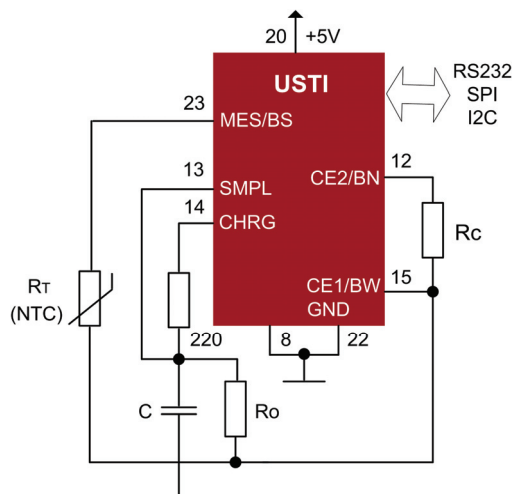 20 +5V
USTI
RS232
SPI
I2C
23
MES/BS
12
13
CE2/BN
SMPL
14
CHRG
Rc
15
RT
(NTC)
CE1/BW
GND
220
8
22
C
Ro